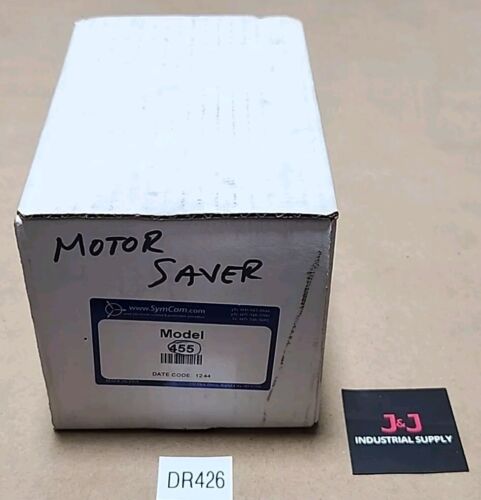 MOTOR
SAVER
www.SymCom.com
Model
455
DATE CODE: 1244
J&J
INDUSTRIAL SUPPLY
DR426